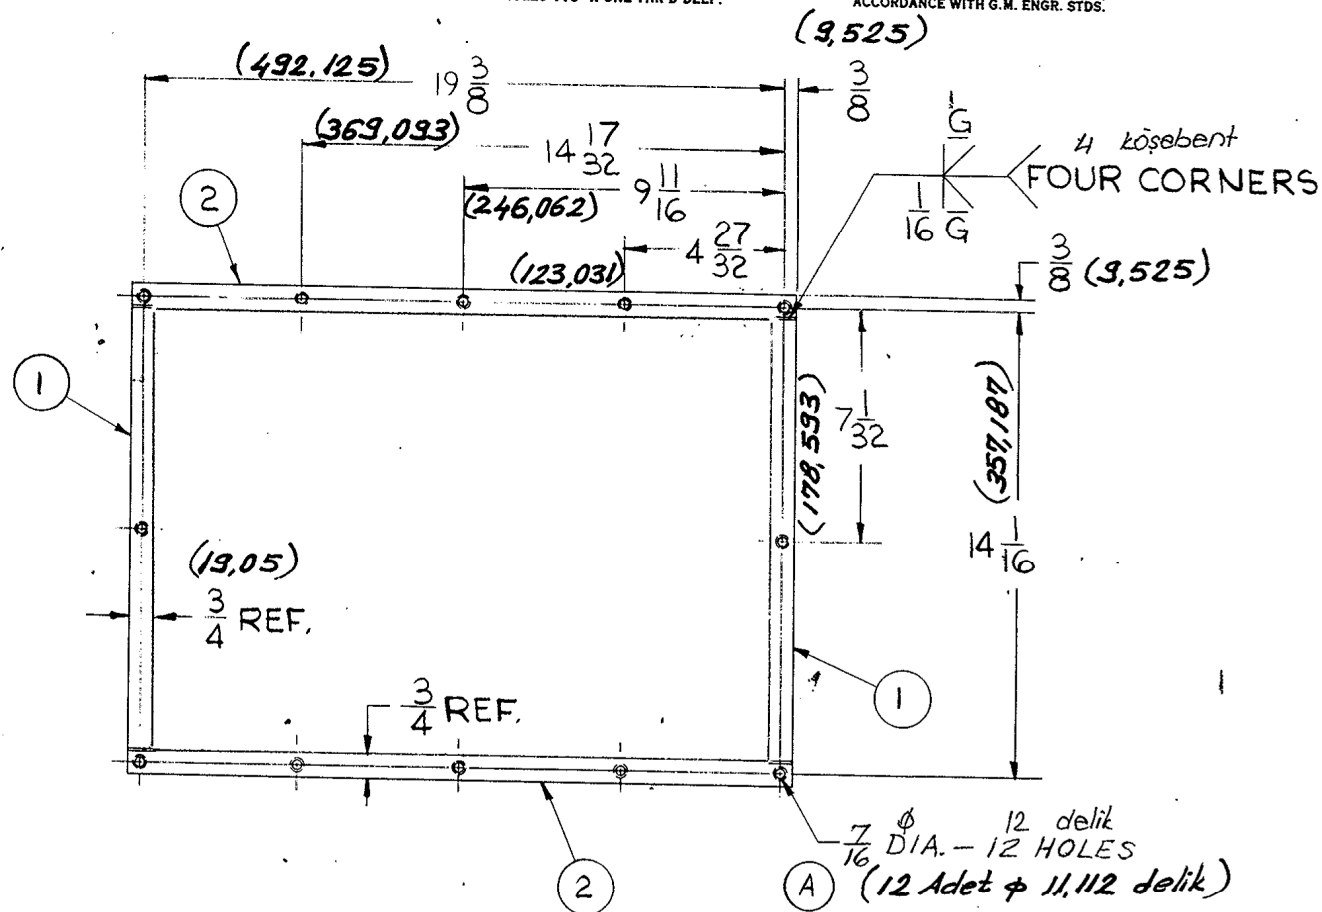 ACCORDANCE WITH G.M. ENGR. STDS.
(9,525)
3/8
(492,125) 19 3/8
(369,093) 14 17/32
(246,062) 9 11/16
(123,031) 4 27/32
G
1/16 G
4 köşebent
FOUR CORNERS
3/8 (9,525)
2
1
(178,593) 7 1/32
(357,187) 14 1/16
(19,05)
3/4 REF.
3/4 REF.
1
2
7/16 φ DIA. - 12 HOLES
12 delik
A (12 Adet φ 11,112 delik)